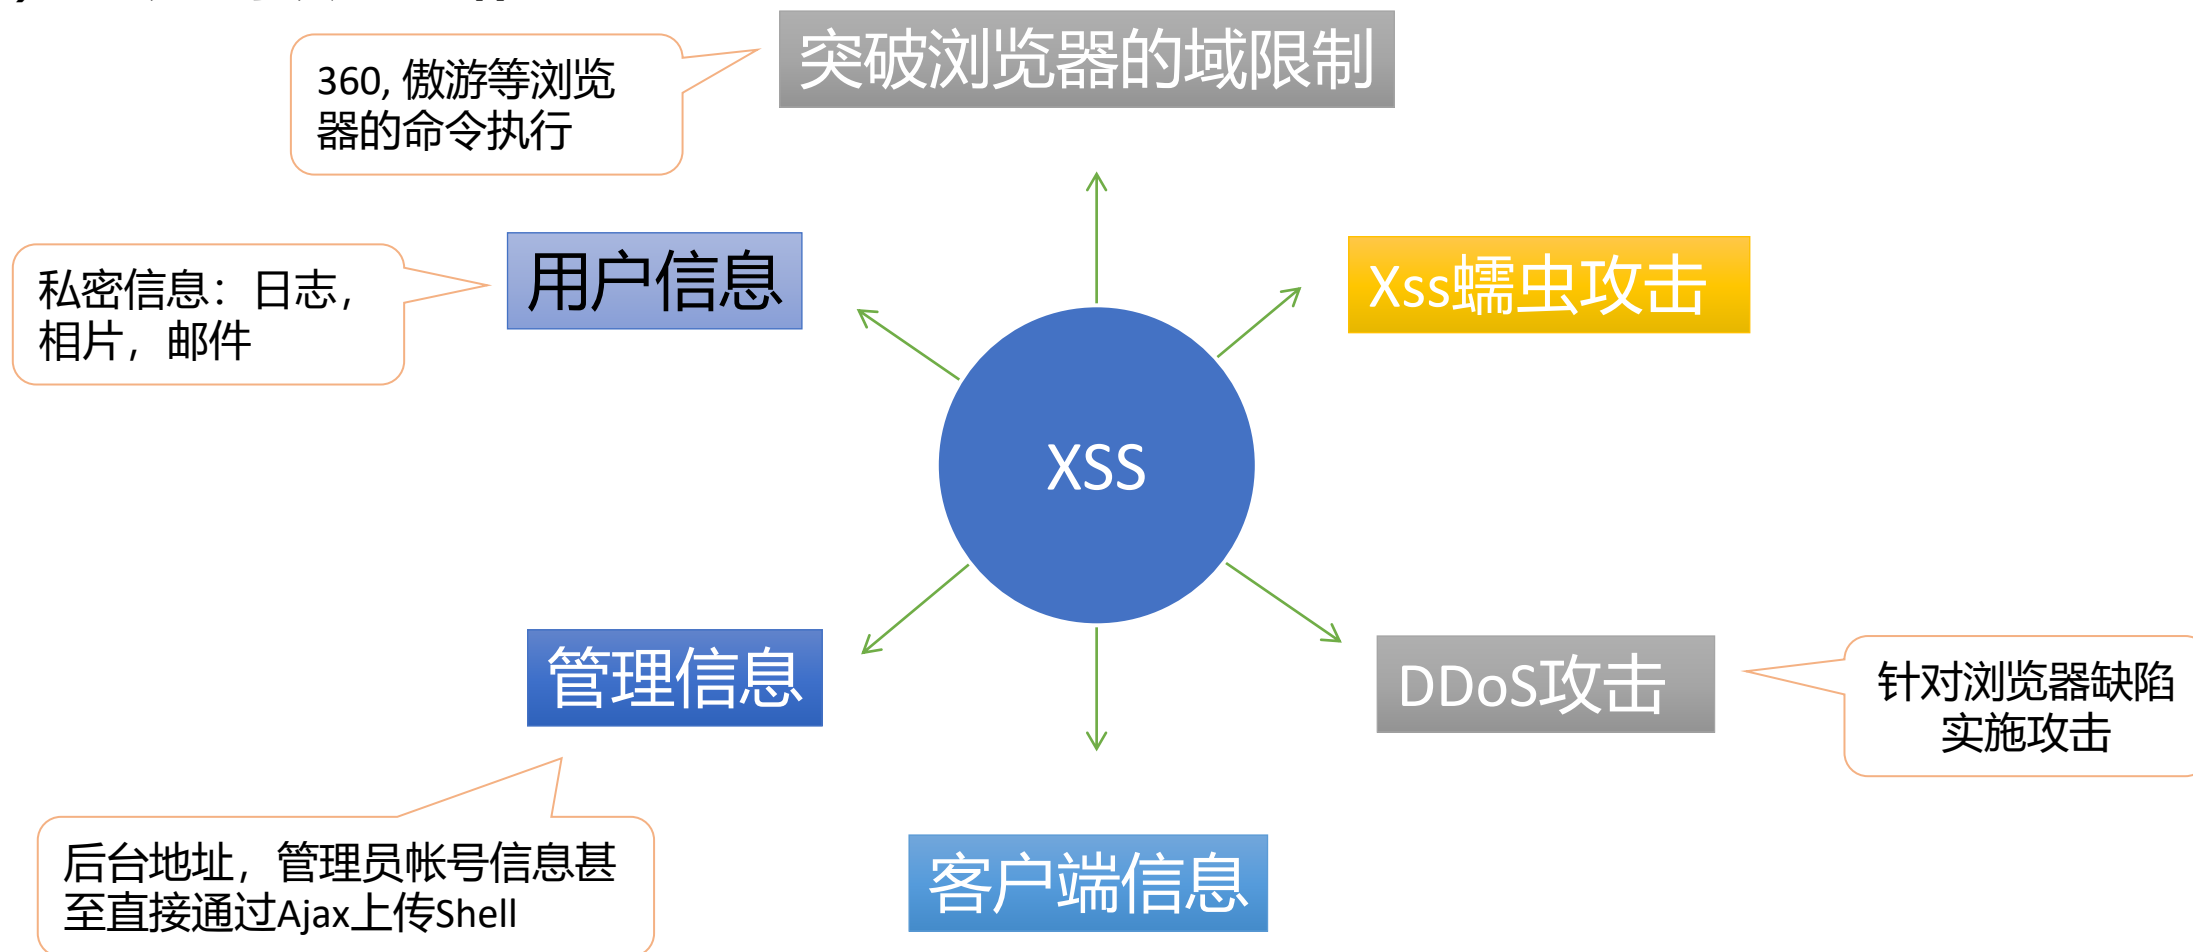 突破浏览器的域限制
360, 傲游等浏览
器的命令执行
用户信息
Xss蠕虫攻击
私密信息：日志，
相片，邮件
XSS
管理信息
DDoS攻击
针对浏览器缺陷
实施攻击
后台地址，管理员帐号信息甚
至直接通过Ajax上传Shell
客户端信息